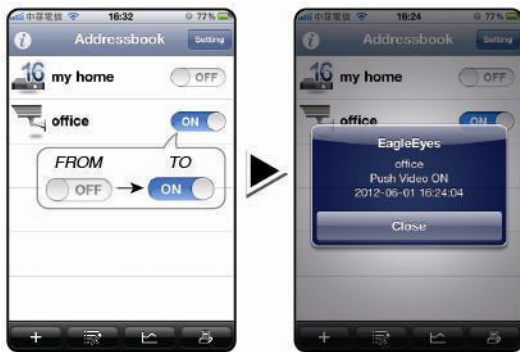 中華電信 16:32 77%
Addressbook Setting
16 my home OFF
office ON
FROM TO
OFF ON
中華電信 16:24 77%
Addressbook Setting
16 my home OFF
office ON
EagleEyes
office
Push Video ON
2012-06-01 16:24:04
Close